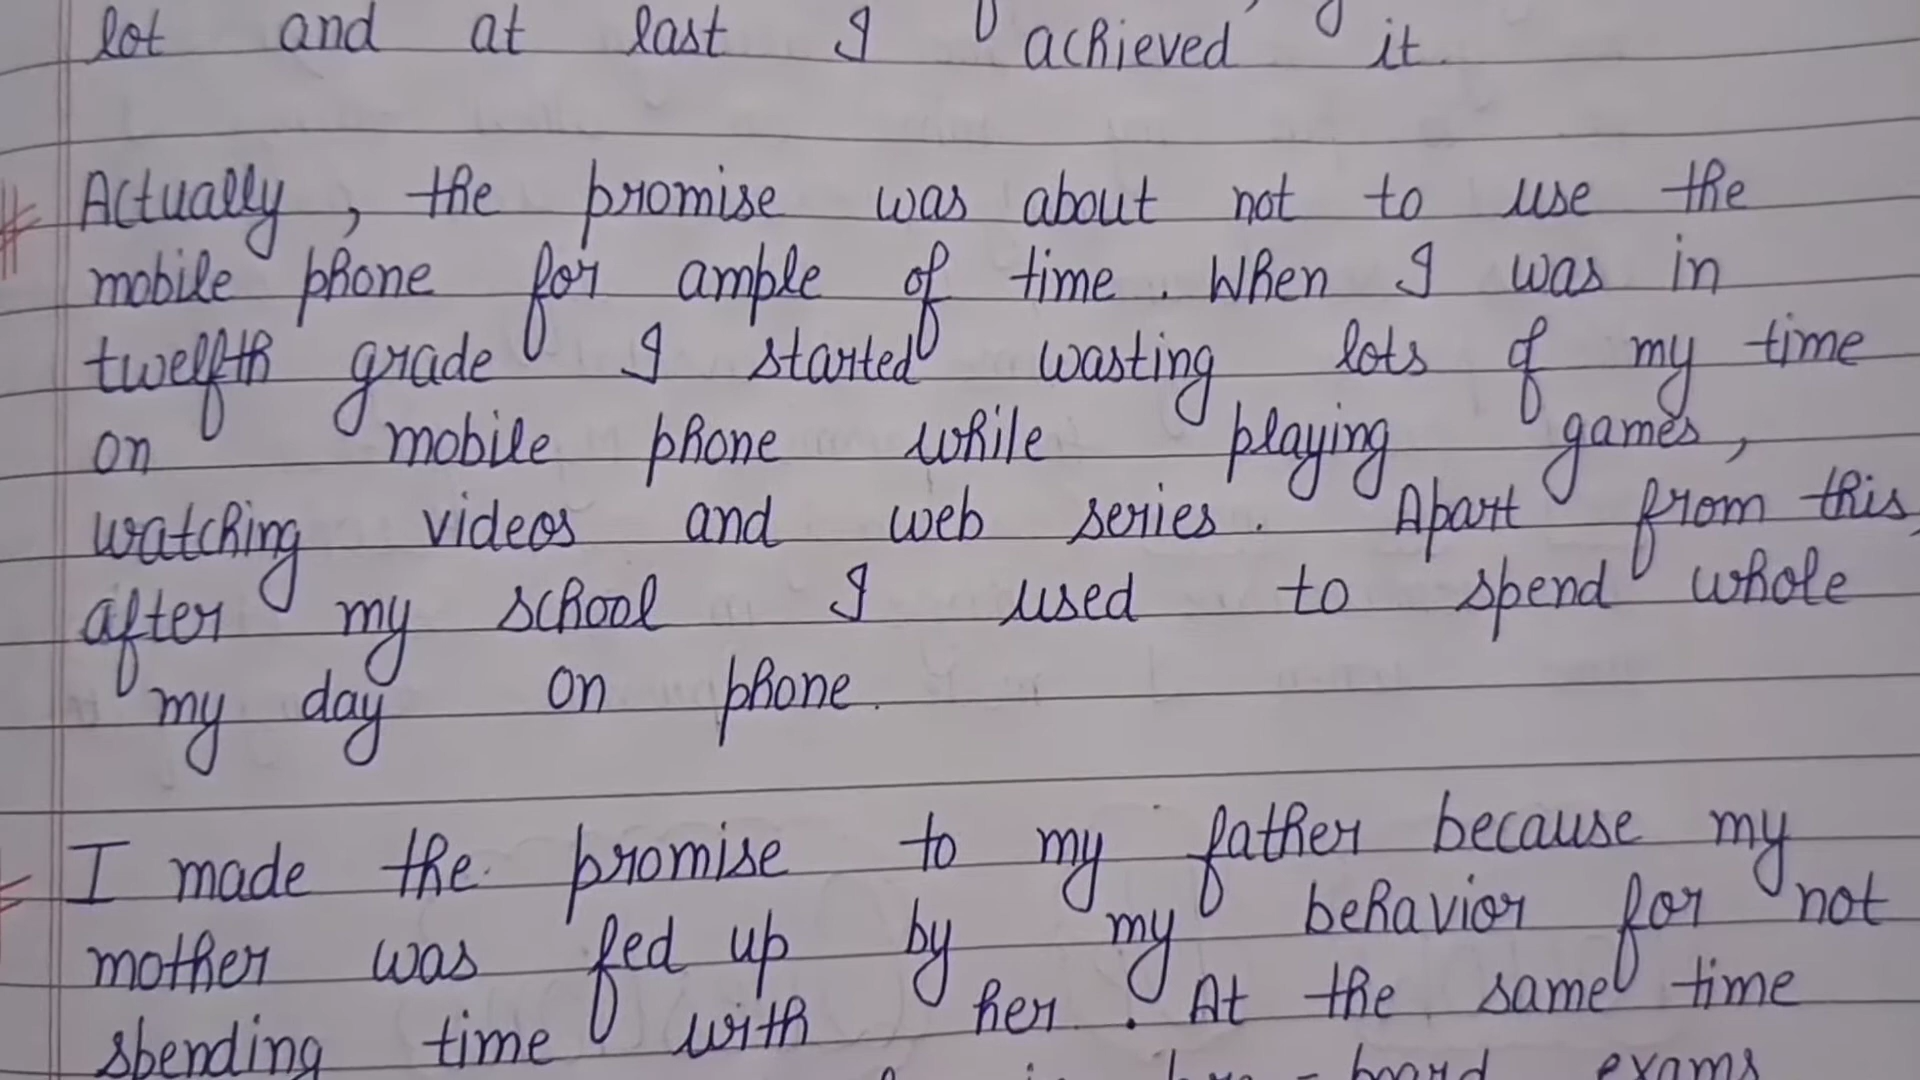 lot and at last I achieved it.
Actually, the promise was about not to use the
mobile phone for ample of time. When I was in
twelfth grade I started wasting lots of my time
on mobile phone while playing games,
watching videos and web series. Apart from this,
after my school I used to spend whole
my day on phone.
I made the promise to my father because my
mother was fed up by my behavior for not
spending time with her. At the same time
board exams